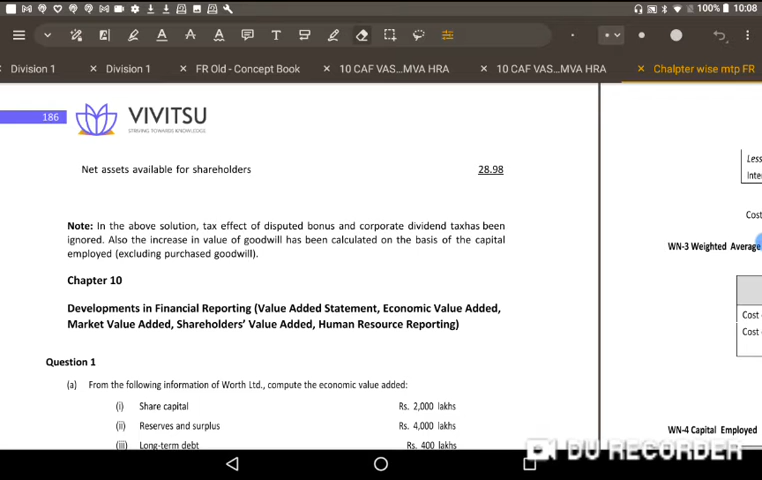 100% 10:08
Division 1
× Division 1
× FR Old - Concept Book
× 10 CAF VAS...MVA HRA
× 10 CAF VAS...MVA HRA
× Chalpter wise mtp FR
186
VIVITSU
STRIVING TOWARDS KNOWLEDGE
Net assets available for shareholders 28.98
Note: In the above solution, tax effect of disputed bonus and corporate dividend taxhas been
ignored. Also the increase in value of goodwill has been calculated on the basis of the capital
employed (excluding purchased goodwill).
Chapter 10
Developments in Financial Reporting (Value Added Statement, Economic Value Added,
Market Value Added, Shareholders' Value Added, Human Resource Reporting)
Question 1
(a) From the following information of Worth Ltd., compute the economic value added:
(i) Share capital Rs. 2,000 lakhs
(ii) Reserves and surplus Rs. 4,000 lakhs
(iii) Long-term debt Rs. 400 lakhs
Less
Inte
Cost
WN-3 Weighted Average
Cost
Cost
WN-4 Capital Employed
DU RECORDER